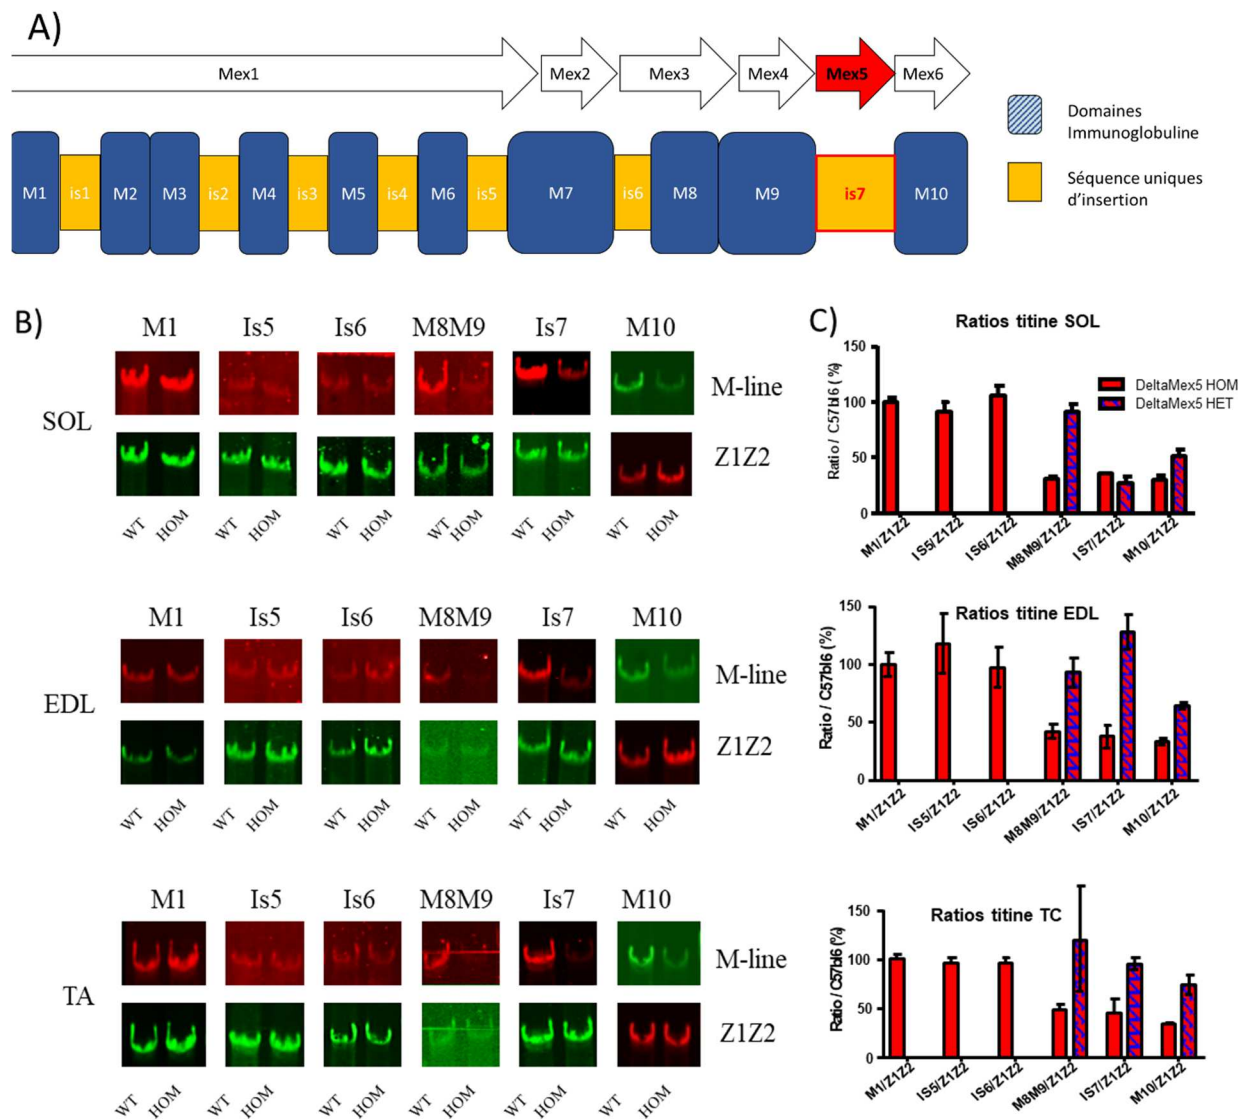 A)
Mex1 Mex2 Mex3 Mex4 Mex5 Mex6
M1 is1 M2 M3 is2 M4 is3 M5 is4 M6 is5 M7 is6 M8 M9 is7 M10
Domaines
Immunoglobuline
Séquence uniques
d'insertion
B)
M1 Is5 Is6 M8M9 Is7 M10
SOL
M-line
Z1Z2
WT HOM WT HOM WT HOM WT HOM WT HOM WT HOM
M1 Is5 Is6 M8M9 Is7 M10
EDL
M-line
Z1Z2
WT HOM WT HOM WT HOM WT HOM WT HOM WT HOM
M1 Is5 Is6 M8M9 Is7 M10
TA
M-line
Z1Z2
WT HOM WT HOM WT HOM WT HOM WT HOM WT HOM
C)
Ratios titine SOL
Ratio / C57bl6 (%)
150
100
50
0
DeltaMex5 HOM
DeltaMex5 HET
M1/Z1Z2 IS5/Z1Z2 IS6/Z1Z2 M8M9/Z1Z2 IS7/Z1Z2 M10/Z1Z2
Ratios titine EDL
Ratio / C57bl6 (%)
150
100
50
0
M1/Z1Z2 IS5/Z1Z2 IS6/Z1Z2 M8M9/Z1Z2 IS7/Z1Z2 M10/Z1Z2
Ratios titine TC
Ratio / C57bl6 (%)
150
100
50
0
M1/Z1Z2 IS5/Z1Z2 IS6/Z1Z2 M8M9/Z1Z2 IS7/Z1Z2 M10/Z1Z2